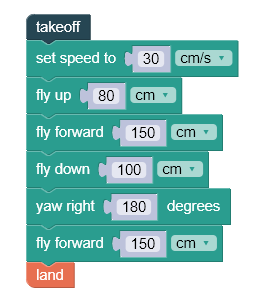 takeoff
set speed to 30 cm/s
fly up 80 cm
fly forward 150 cm
fly down 100 cm
yaw right 180 degrees
fly forward 150 cm
land